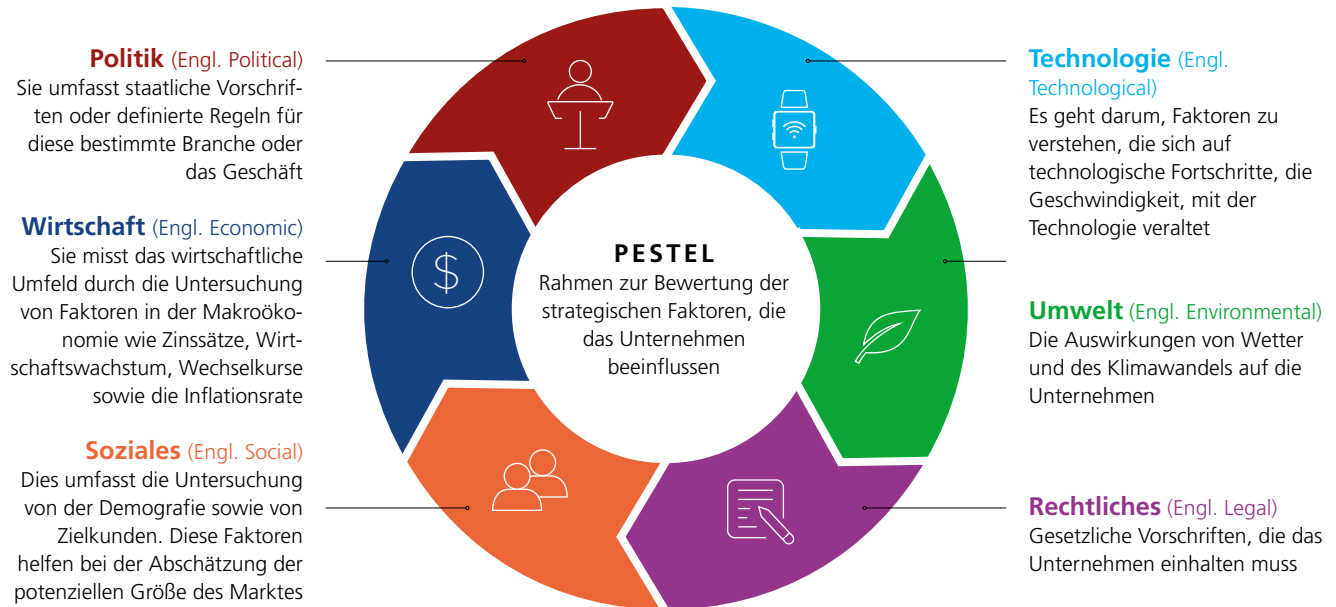 Politik (Engl. Political)
Sie umfasst staatliche Vorschrif-
ten oder definierte Regeln für
diese bestimmte Branche oder
das Geschäft
Wirtschaft (Engl. Economic)
Sie misst das wirtschaftliche
Umfeld durch die Untersuchung
von Faktoren in der Makroöko-
nomie wie Zinssätze, Wirt-
schaftswachstum, Wechselkurse
sowie die Inflationsrate
Soziales (Engl. Social)
Dies umfasst die Untersuchung
von der Demografie sowie von
Zielkunden. Diese Faktoren
helfen bei der Abschätzung der
potenziellen Größe des Marktes
$
PESTEL
Rahmen zur Bewertung der
strategischen Faktoren, die
das Unternehmen
beeinflussen
Technologie (Engl.
Technological)
Es geht darum, Faktoren zu
verstehen, die sich auf
technologische Fortschritte, die
Geschwindigkeit, mit der
Technologie veraltet
Umwelt (Engl. Environmental)
Die Auswirkungen von Wetter
und des Klimawandels auf die
Unternehmen
Rechtliches (Engl. Legal)
Gesetzliche Vorschriften, die das
Unternehmen einhalten muss